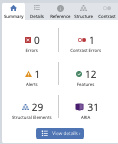 Summary Details Reference Structure Contrast
0 1
Errors Contrast Errors
1 12
Alerts Features
29 31
Structural Elements ARIA
View details ›